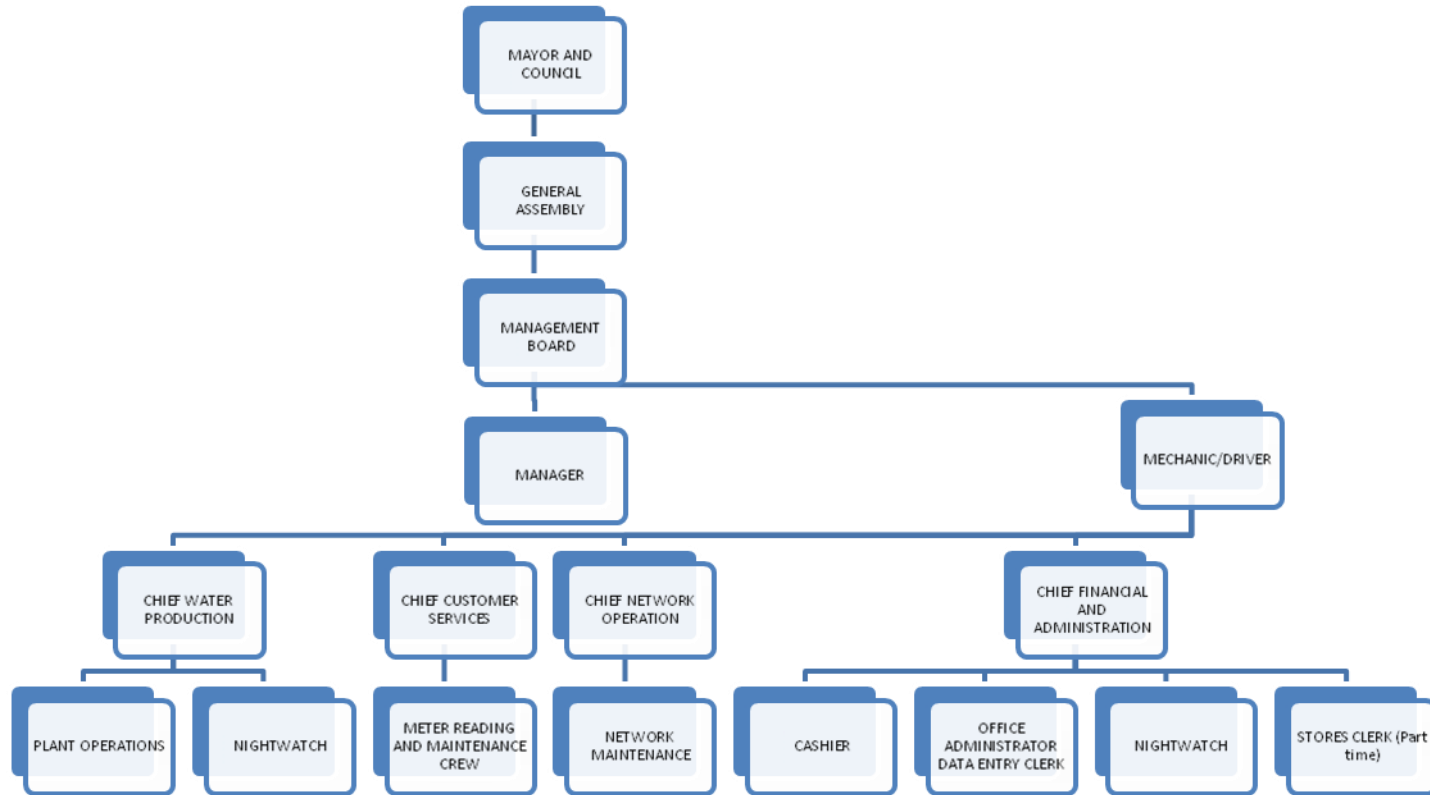 MAYOR AND
COUNCIL
GENERAL
ASSEMBLY
MANAGEMENT
BOARD
MANAGER
MECHANIC/DRIVER
CHIEF WATER
PRODUCTION
CHIEF CUSTOMER
SERVICES
CHIEF NETWORK
OPERATION
CHIEF FINANCIAL
AND
ADMINISTRATION
PLANT OPERATIONS
NIGHTWATCH
METER READING
AND MAINTENANCE
CREW
NETWORK
MAINTENANCE
CASHIER
OFFICE
ADMINISTRATOR
DATA ENTRY CLERK
NIGHTWATCH
STORES CLERK (Part
time)